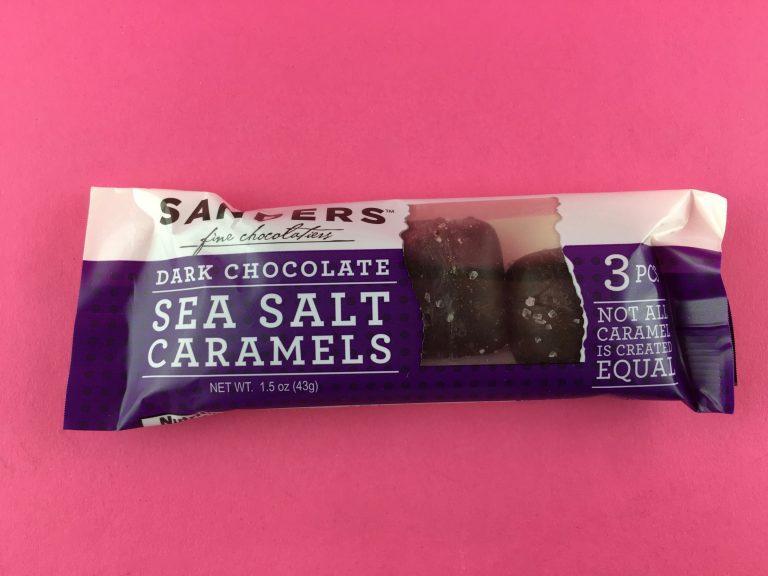 SANDERS™
fine chocolatiers
DARK CHOCOLATE
SEA SALT
CARAMELS
NET WT. 1.5 oz (43g)
3
NOT ALL
CARAMEL
IS CREATED
EQUAL